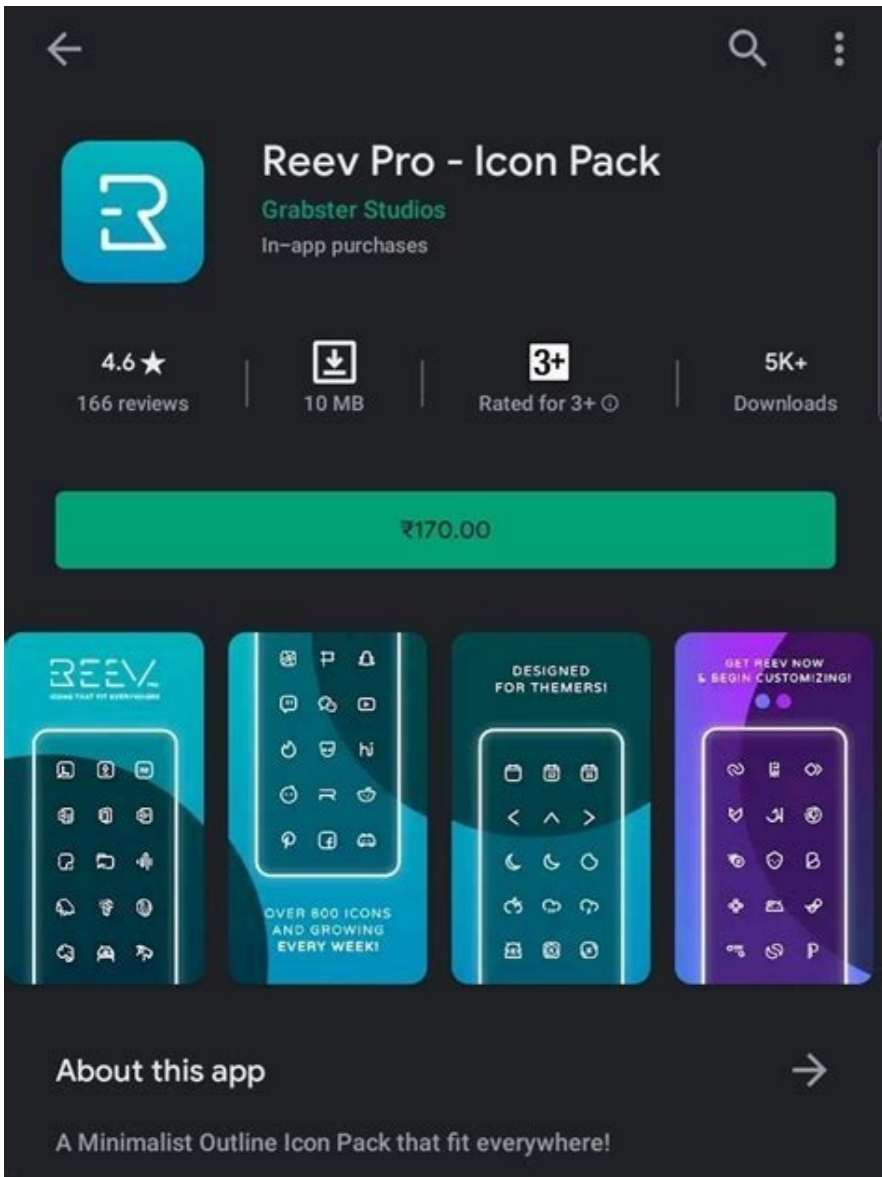 Reev Pro - Icon Pack
Grabster Studios
In-app purchases
4.6★
166 reviews
10 MB
3+
Rated for 3+
5K+
Downloads
₹170.00
REEV
ICONS THAT FIT EVERYWHERE
hi
OVER 800 ICONS
AND GROWING
EVERY WEEK!
DESIGNED
FOR THEMERS!
GET REEV NOW
& BEGIN CUSTOMIZING!
About this app
A Minimalist Outline Icon Pack that fit everywhere!